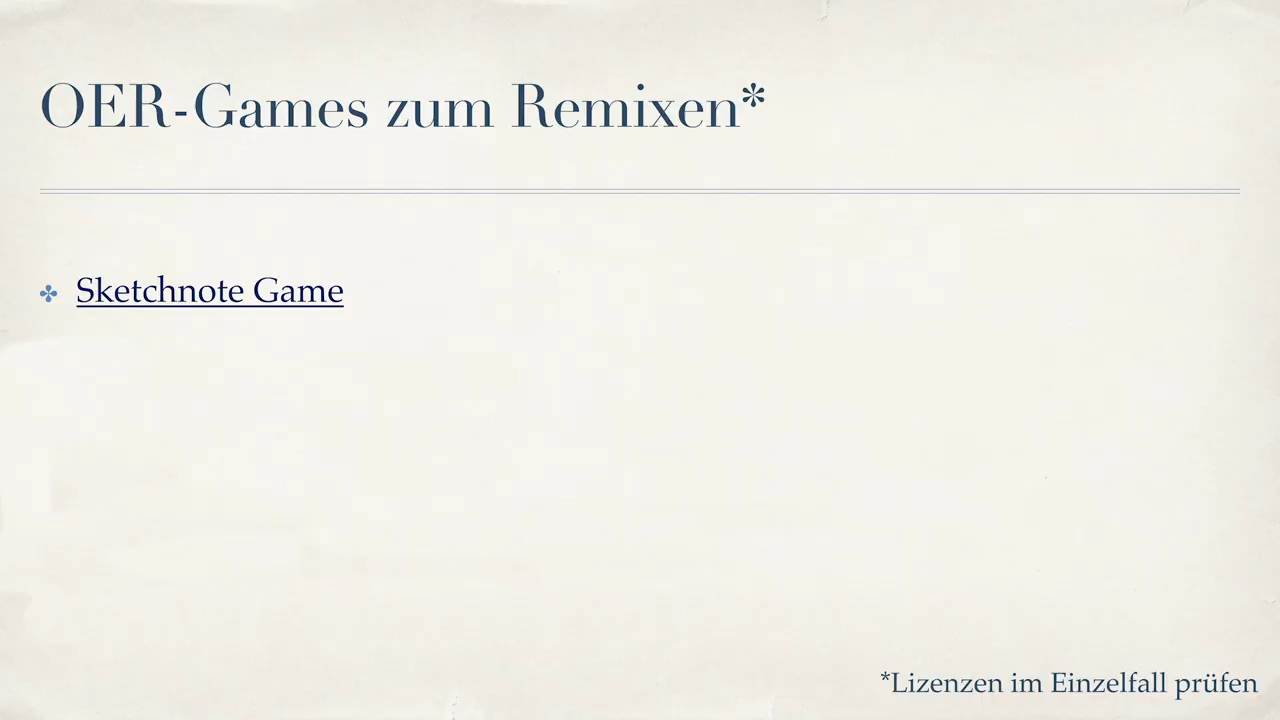 OER-Games zum Remixen*
Sketchnote Game
*Lizenzen im Einzelfall prüfen